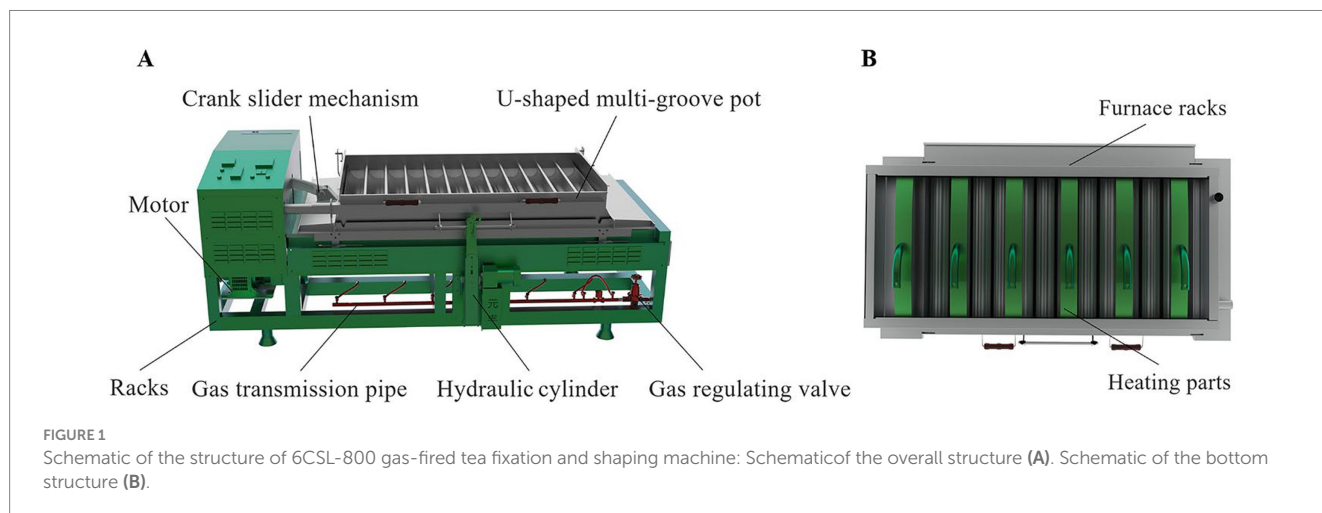 A
B
Crank slider mechanism
U-shaped multi-groove pot
Furnace racks
Motor
Racks
Gas transmission pipe
Hydraulic cylinder
Gas regulating valve
Heating parts
FIGURE 1
Schematic of the structure of 6CSL-800 gas-fired tea fixation and shaping machine: Schematicof the overall structure (A). Schematic of the bottom
structure (B).